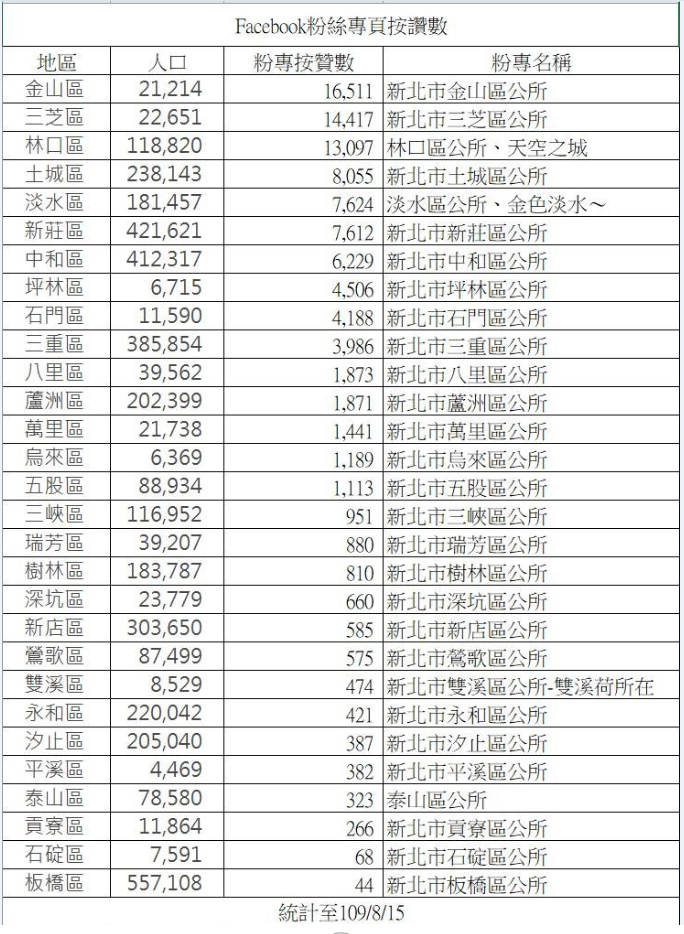 Facebook粉絲專頁按讚數
地區 人口 粉專按贊數 粉專名稱
金山區 21,214 16,511 新北市金山區公所
三芝區 22,651 14,417 新北市三芝區公所
林口區 118,820 13,097 林口區公所、天空之城
土城區 238,143 8,055 新北市土城區公所
淡水區 181,457 7,624 淡水區公所、金色淡水～
新莊區 421,621 7,612 新北市新莊區公所
中和區 412,317 6,229 新北市中和區公所
坪林區 6,715 4,506 新北市坪林區公所
石門區 11,590 4,188 新北市石門區公所
三重區 385,854 3,986 新北市三重區公所
八里區 39,562 1,873 新北市八里區公所
蘆洲區 202,399 1,871 新北市蘆洲區公所
萬里區 21,738 1,441 新北市萬里區公所
烏來區 6,369 1,189 新北市烏來區公所
五股區 88,934 1,113 新北市五股區公所
三峽區 116,952 951 新北市三峽區公所
瑞芳區 39,207 880 新北市瑞芳區公所
樹林區 183,787 810 新北市樹林區公所
深坑區 23,779 660 新北市深坑區公所
新店區 303,650 585 新北市新店區公所
鶯歌區 87,499 575 新北市鶯歌區公所
雙溪區 8,529 474 新北市雙溪區公所-雙溪荷所在
永和區 220,042 421 新北市永和區公所
汐止區 205,040 387 新北市汐止區公所
平溪區 4,469 382 新北市平溪區公所
泰山區 78,580 323 泰山區公所
貢寮區 11,864 266 新北市貢寮區公所
石碇區 7,591 68 新北市石碇區公所
板橋區 557,108 44 新北市板橋區公所
統計至109/8/15